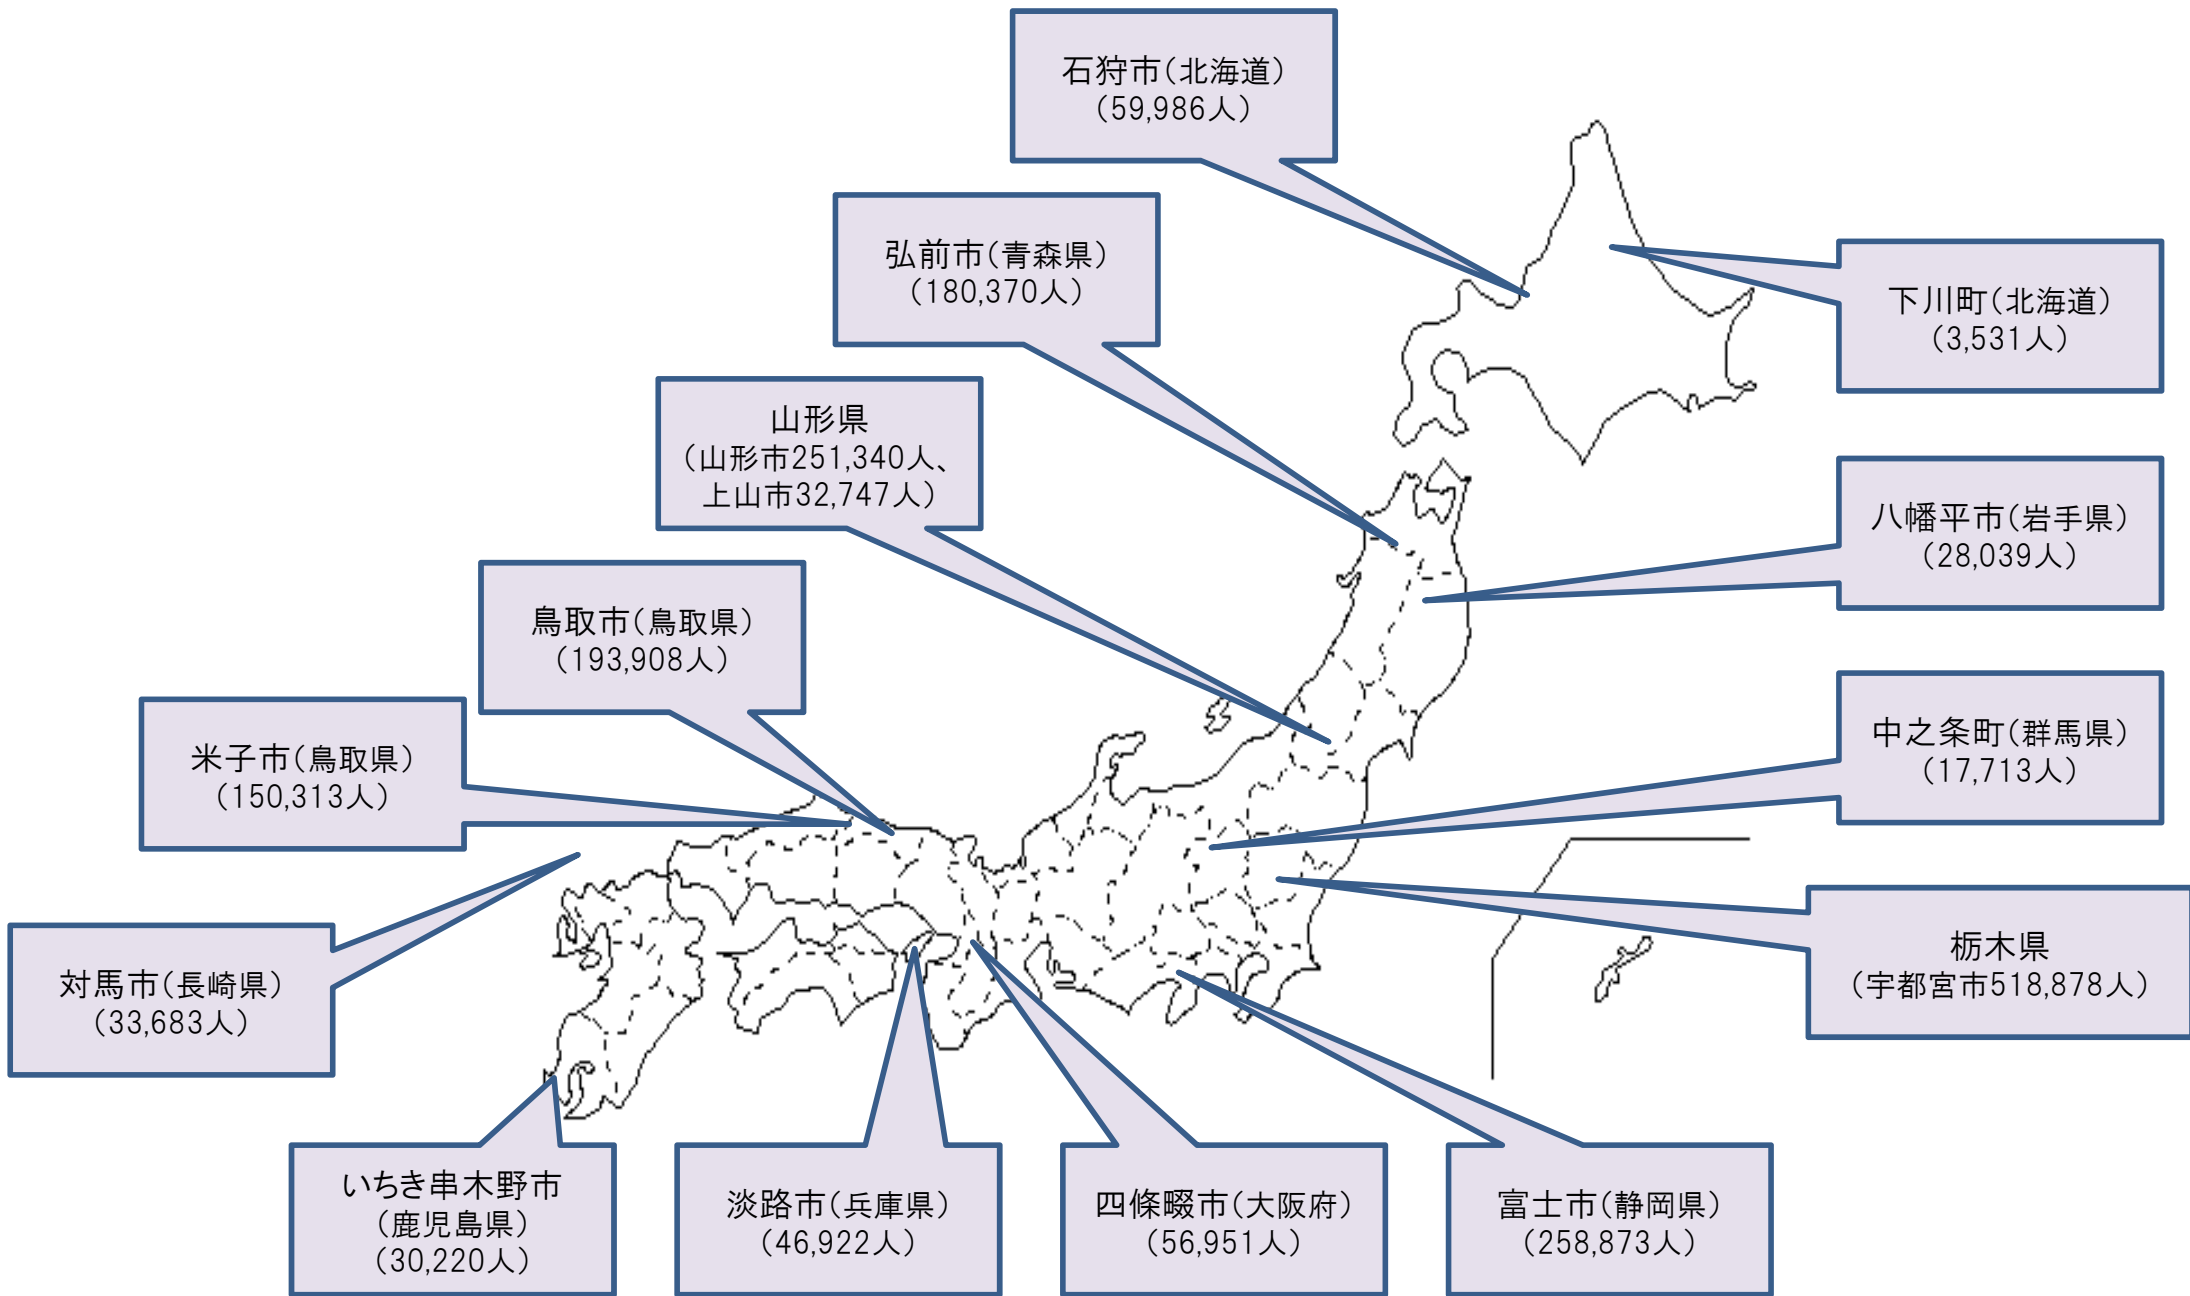 石狩市（北海道）
（59,986人）
弘前市（青森県）
（180,370人）
下川町（北海道）
（3,531人）
山形県
（山形市251,340人、
上山市32,747人）
八幡平市（岩手県）
（28,039人）
鳥取市（鳥取県）
（193,908人）
米子市（鳥取県）
（150,313人）
中之条町（群馬県）
（17,713人）
対馬市（長崎県）
（33,683人）
栃木県
（宇都宮市518,878人）
いちき串木野市
（鹿児島県）
（30,220人）
淡路市（兵庫県）
（46,922人）
四條畷市（大阪府）
（56,951人）
富士市（静岡県）
（258,873人）